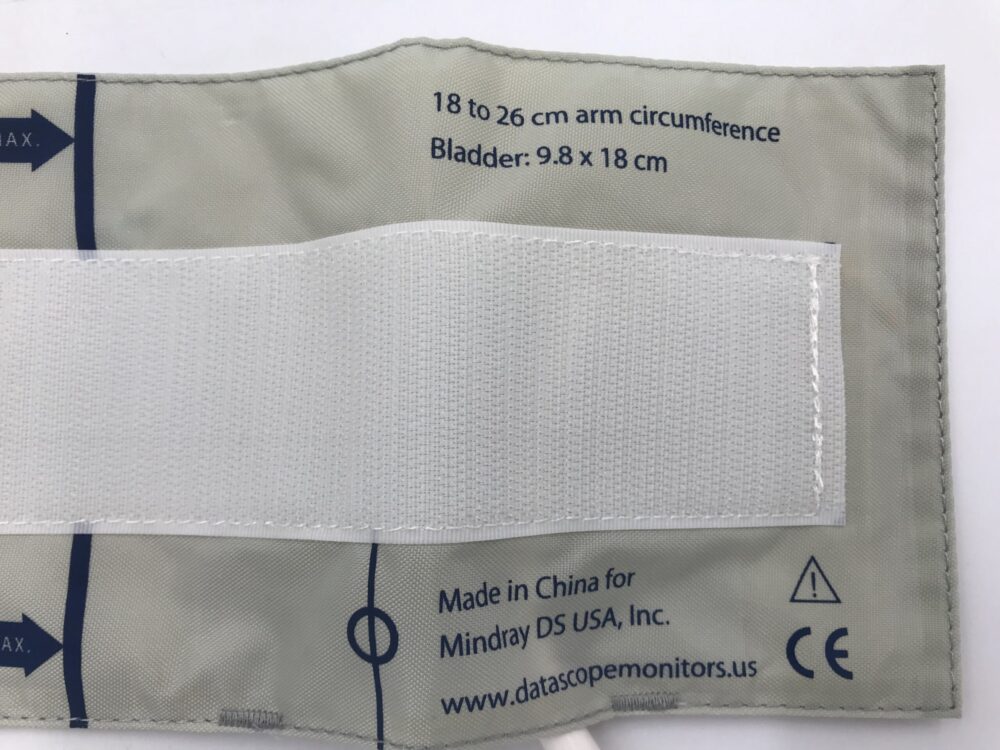 18 to 26 cm arm circumference
Bladder: 9.8 x 18 cm
Made in China for
Mindray DS USA, Inc.
www.datascopemonitors.us
CE